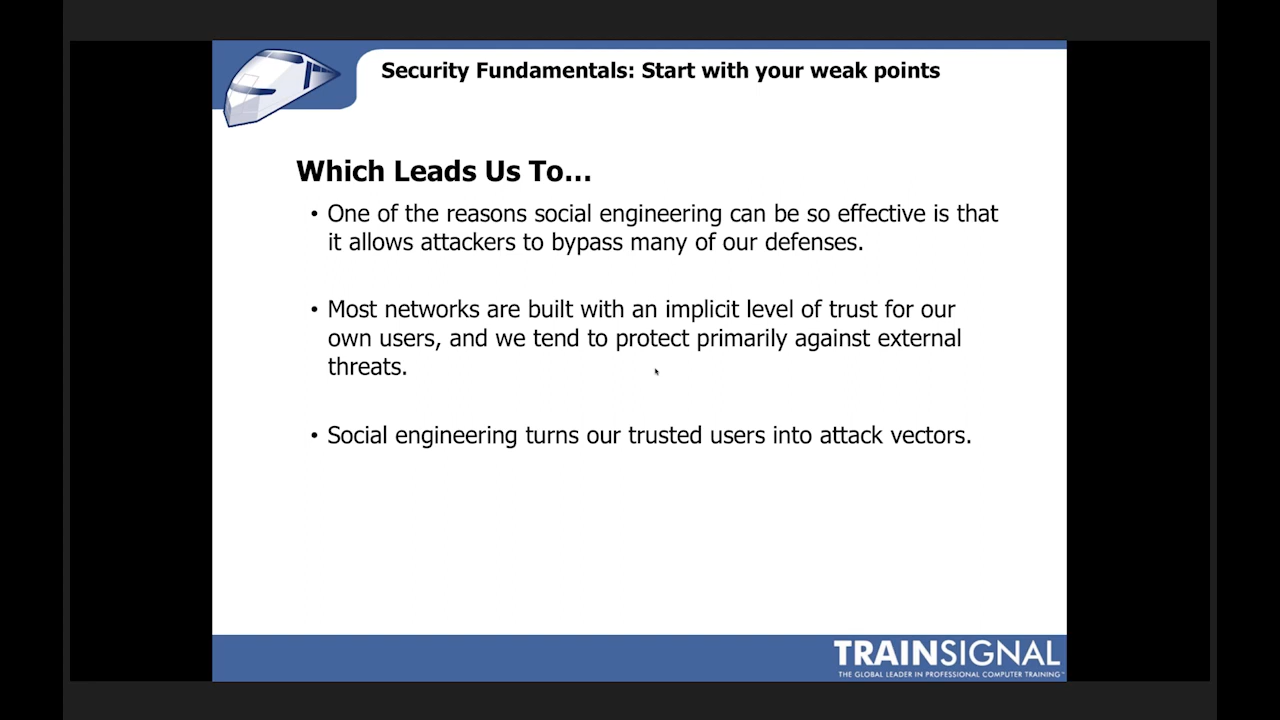 Security Fundamentals: Start with your weak points
Which Leads Us To...
• One of the reasons social engineering can be so effective is that
it allows attackers to bypass many of our defenses.
• Most networks are built with an implicit level of trust for our
own users, and we tend to protect primarily against external
threats.
• Social engineering turns our trusted users into attack vectors.
TRAINSIGNAL
THE GLOBAL LEADER IN PROFESSIONAL COMPUTER TRAINING